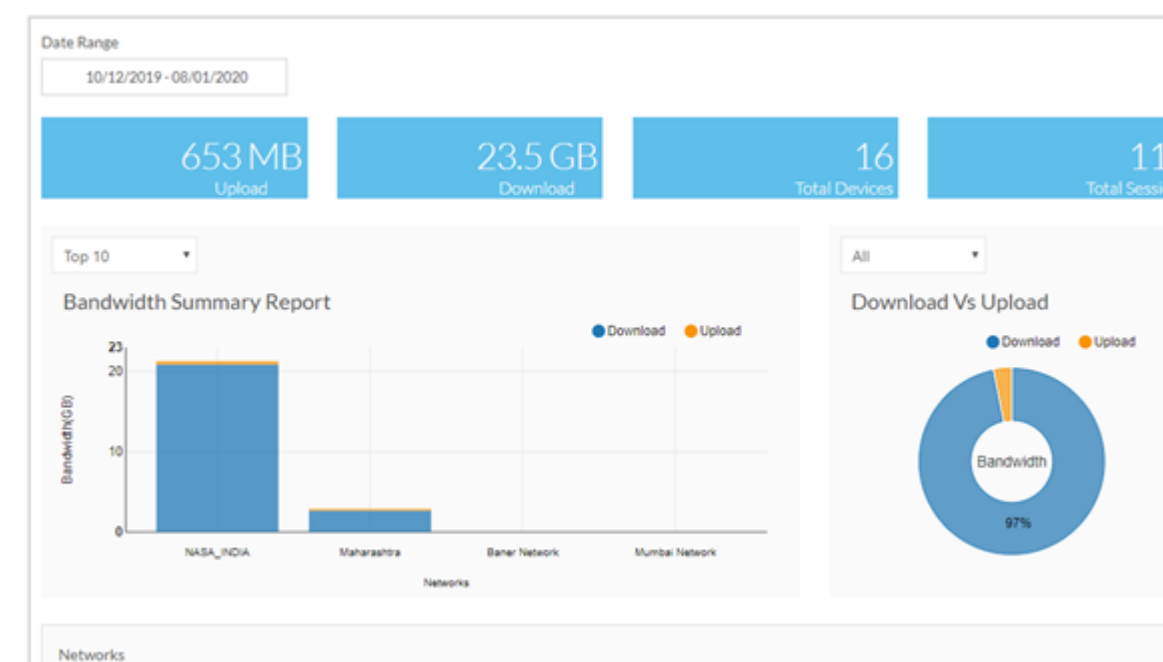 Date Range
10/12/2019 - 08/01/2020
653 MB
Upload
23.5 GB
Download
16
Total Devices
11
Total Sessi
Top 10
Bandwidth Summary Report
Download Upload
23
20
10
0
Bandwidth(GB)
NASA_INDIA Maharashtra Baner Network Mumbai Network
Networks
All
Download Vs Upload
Download Upload
Bandwidth
97%
Networks